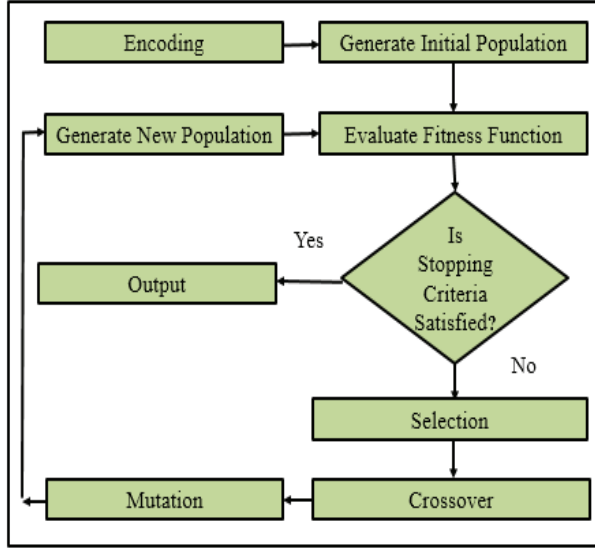 Encoding
Generate Initial Population
Generate New Population
Evaluate Fitness Function
Yes
Is
Stopping
Criteria
Satisfied?
Output
No
Selection
Mutation
Crossover